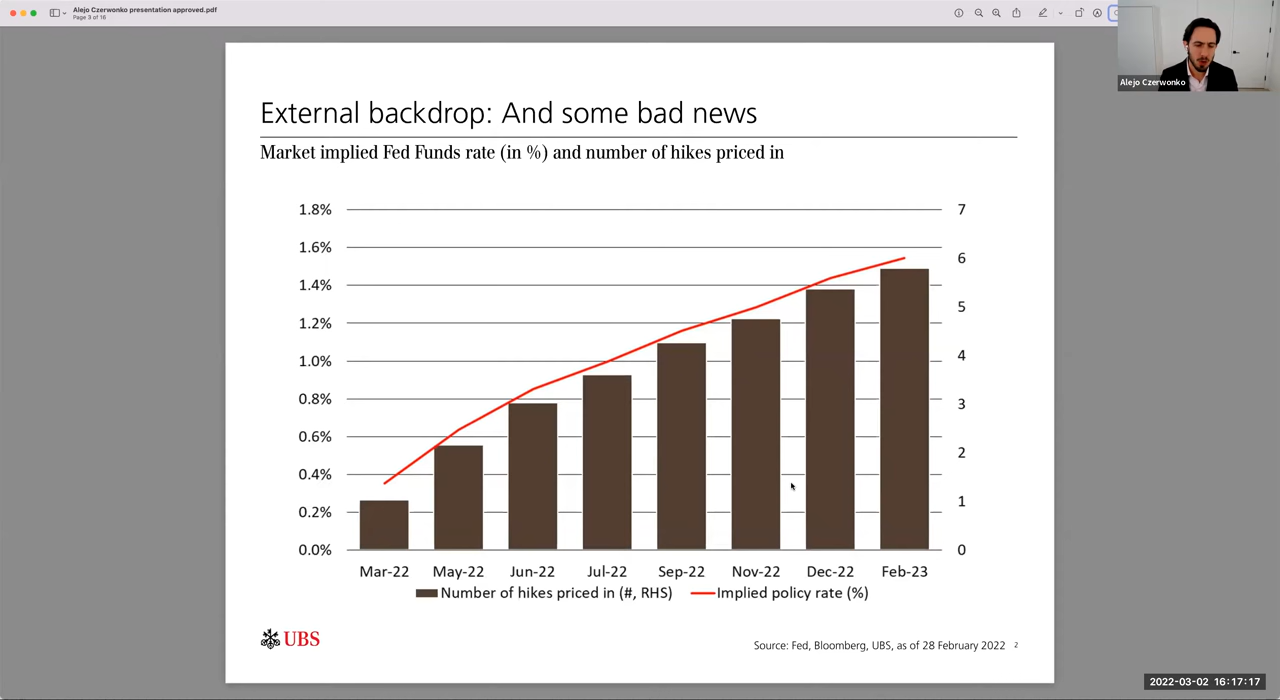 Alejo Czerwonko presentation approved.pdf
Page 3 of 16
Alejo Czerwonko
External backdrop: And some bad news
Market implied Fed Funds rate (in %) and number of hikes priced in
1.8%
7
1.6%
6
1.4%
5
1.2%
4
1.0%
0.8%
3
0.6%
2
0.4%
1
0.2%
0.0%
0
Mar-22 May-22 Jun-22 Jul-22 Sep-22 Nov-22 Dec-22 Feb-23
Number of hikes priced in (#, RHS) Implied policy rate (%)
UBS
Source: Fed, Bloomberg, UBS, as of 28 February 2022 2
2022-03-02 16:17:17